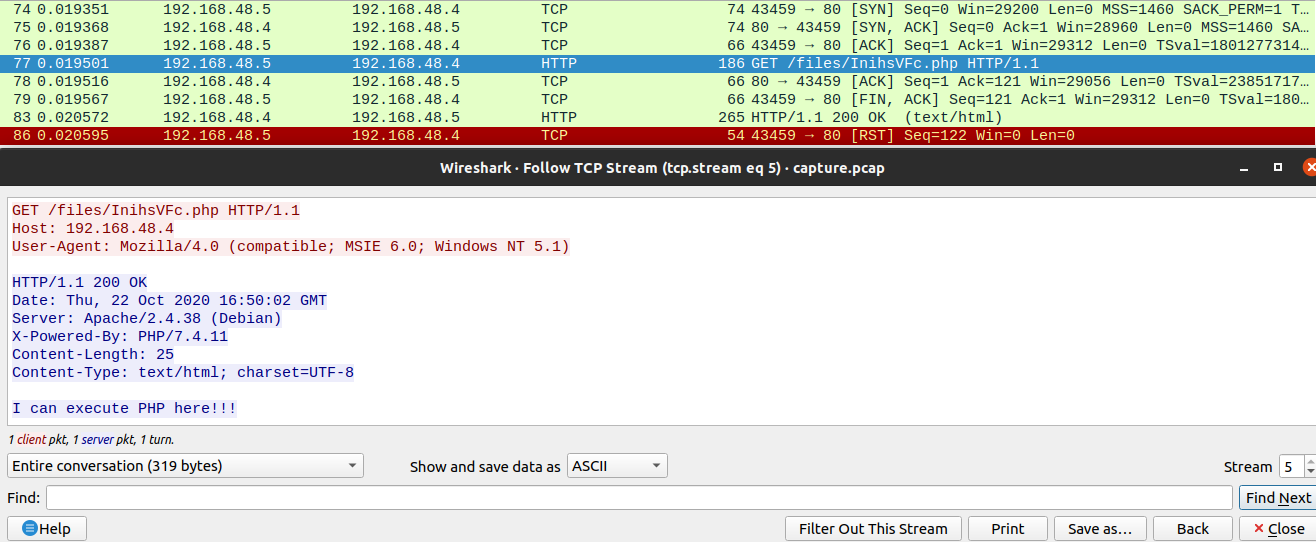 74 0.019351 192.168.48.5 192.168.48.4 TCP 74 43459 → 80 [SYN] Seq=0 Win=29200 Len=0 MSS=1460 SACK_PERM=1 T…
75 0.019368 192.168.48.4 192.168.48.5 TCP 74 80 → 43459 [SYN, ACK] Seq=0 Ack=1 Win=28960 Len=0 MSS=1460 SA…
76 0.019387 192.168.48.5 192.168.48.4 TCP 66 43459 → 80 [ACK] Seq=1 Ack=1 Win=29312 Len=0 TSval=1801277314…
77 0.019501 192.168.48.5 192.168.48.4 HTTP 186 GET /files/InihsVFc.php HTTP/1.1
78 0.019516 192.168.48.4 192.168.48.5 TCP 66 80 → 43459 [ACK] Seq=1 Ack=121 Win=29056 Len=0 TSval=23851717…
79 0.019567 192.168.48.5 192.168.48.4 TCP 66 43459 → 80 [FIN, ACK] Seq=121 Ack=1 Win=29312 Len=0 TSval=180…
83 0.020572 192.168.48.4 192.168.48.5 HTTP 265 HTTP/1.1 200 OK (text/html)
86 0.020595 192.168.48.5 192.168.48.4 TCP 54 43459 → 80 [RST] Seq=122 Win=0 Len=0
Wireshark · Follow TCP Stream (tcp.stream eq 5) · capture.pcap
GET /files/InihsVFc.php HTTP/1.1
Host: 192.168.48.4
User-Agent: Mozilla/4.0 (compatible; MSIE 6.0; Windows NT 5.1)
HTTP/1.1 200 OK
Date: Thu, 22 Oct 2020 16:50:02 GMT
Server: Apache/2.4.38 (Debian)
X-Powered-By: PHP/7.4.11
Content-Length: 25
Content-Type: text/html; charset=UTF-8
I can execute PHP here!!!
1 client pkt, 1 server pkt, 1 turn.
Entire conversation (319 bytes) Show and save data as ASCII Stream 5
Find: Find Next
Help Filter Out This Stream Print Save as… Back Close